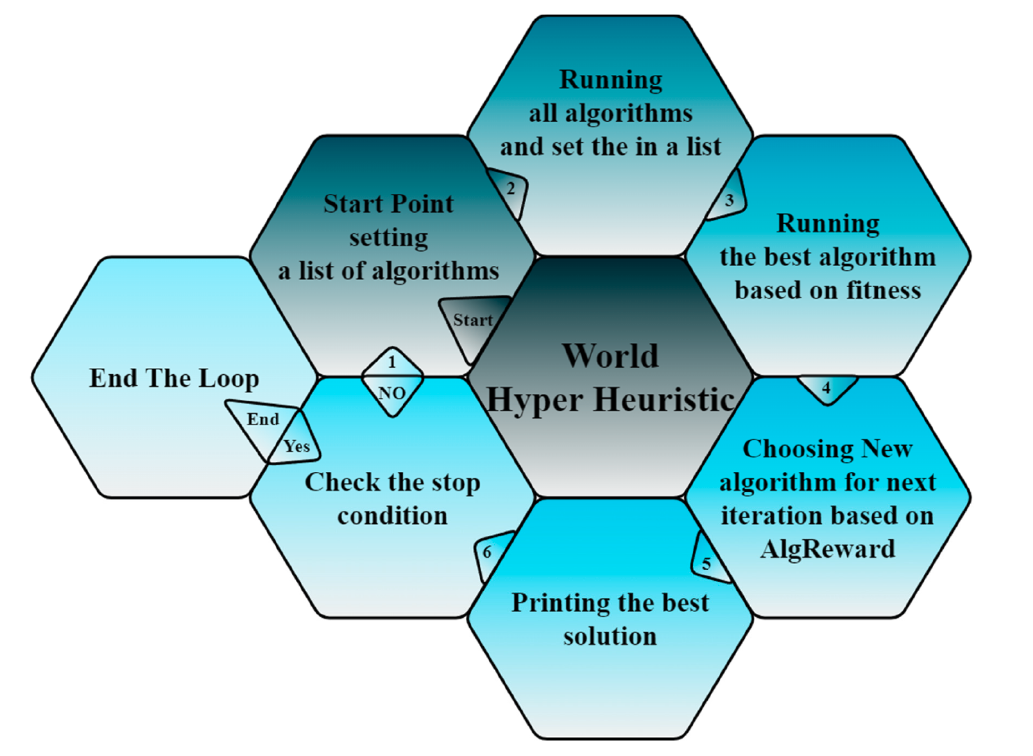 Running
all algorithms
and set the in a list
2
3
Start Point
setting
a list of algorithms
Start
1
NO
Running
the best algorithm
based on fitness
4
World
Hyper Heuristic
End The Loop
End
Yes
Check the stop
condition
6
Choosing New
algorithm for next
iteration based on
AlgReward
5
Printing the best
solution